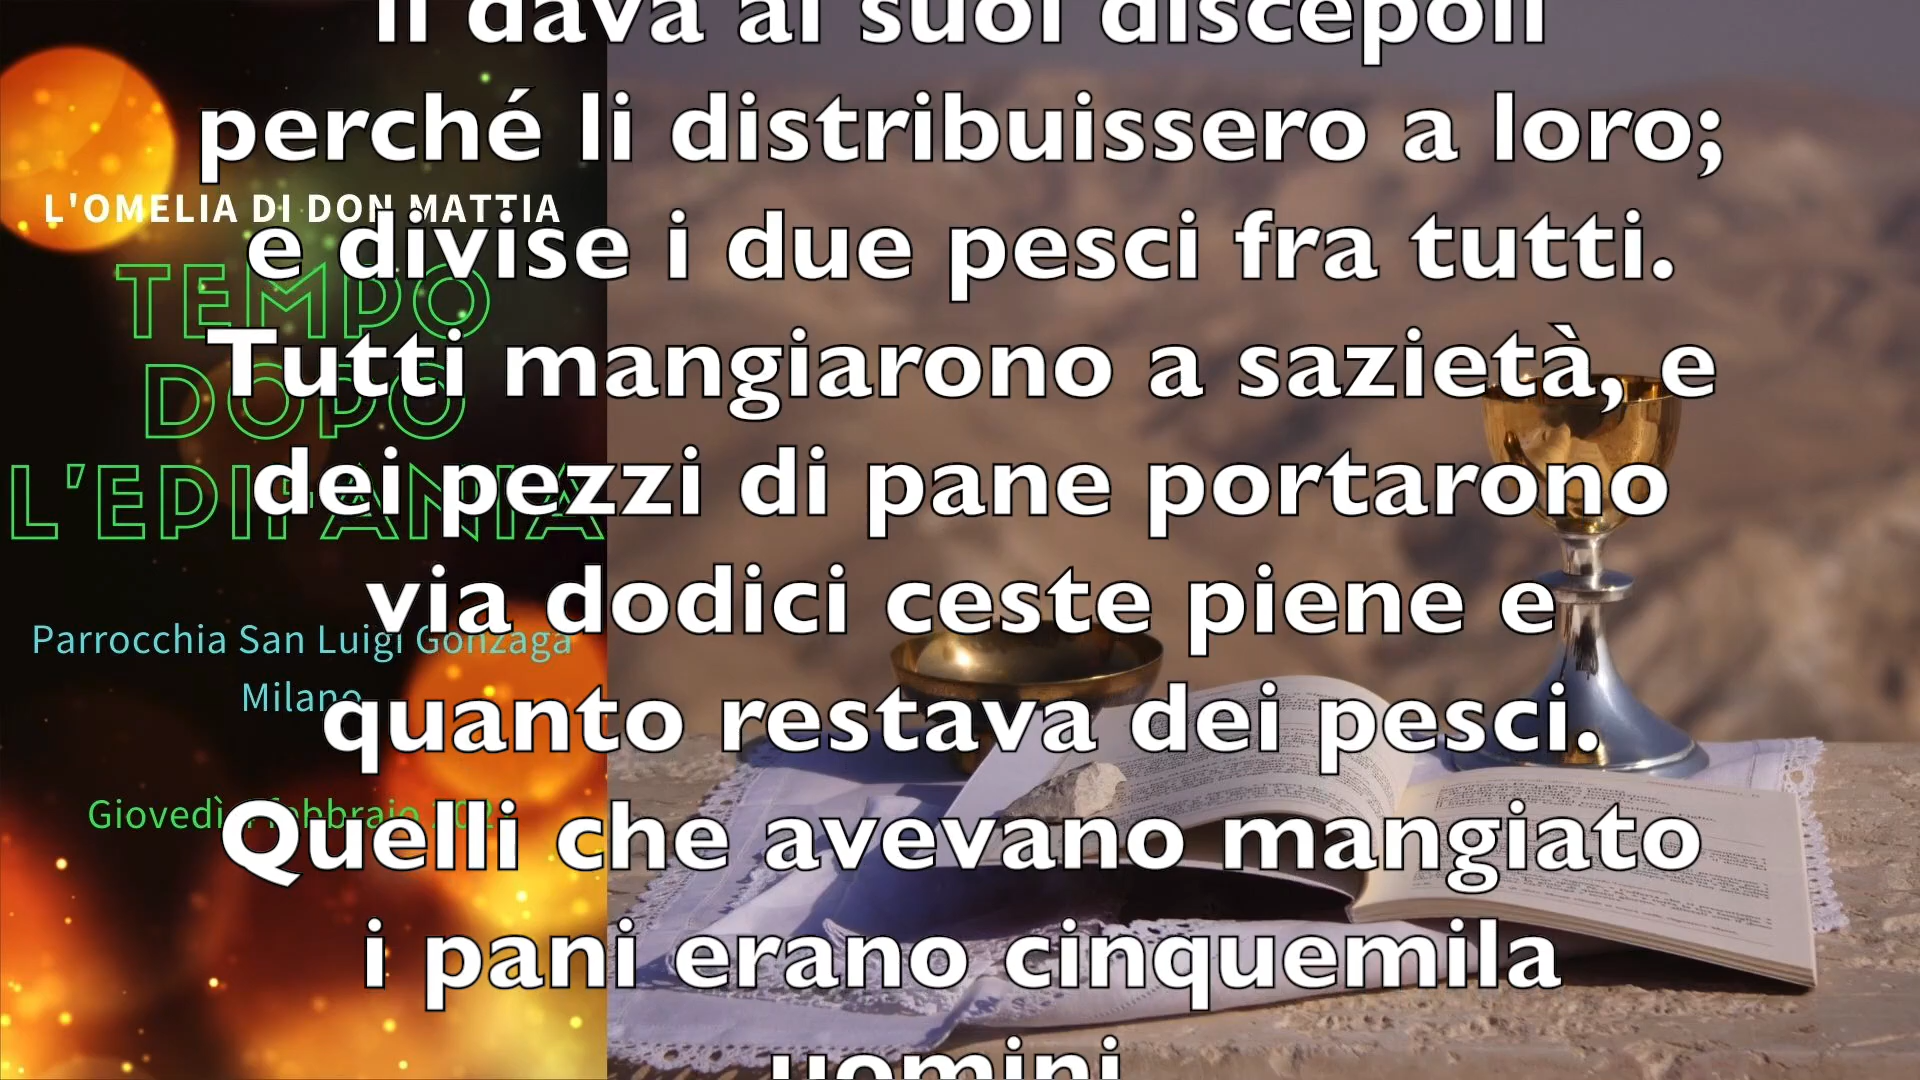 li dava ai suoi discepoli
perché li distribuissero a loro;
e divise i due pesci fra tutti.
Tutti mangiarono a sazietà, e
dei pezzi di pane portarono
via dodici ceste piene e
quanto restava dei pesci.
Quelli che avevano mangiato
i pani erano cinquemila
uomini
L'OMELIA DI DON MATTIA
TEMPO
DOPO
L'EPIFANIA
Parrocchia San Luigi Gonzaga
Milano
Giovedì febbraio